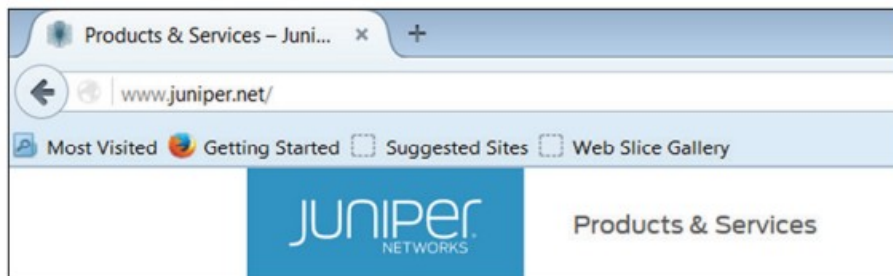 Products & Services – Juni... × +
www.juniper.net/
Most Visited Getting Started Suggested Sites Web Slice Gallery
JUNIPER NETWORKS Products & Services